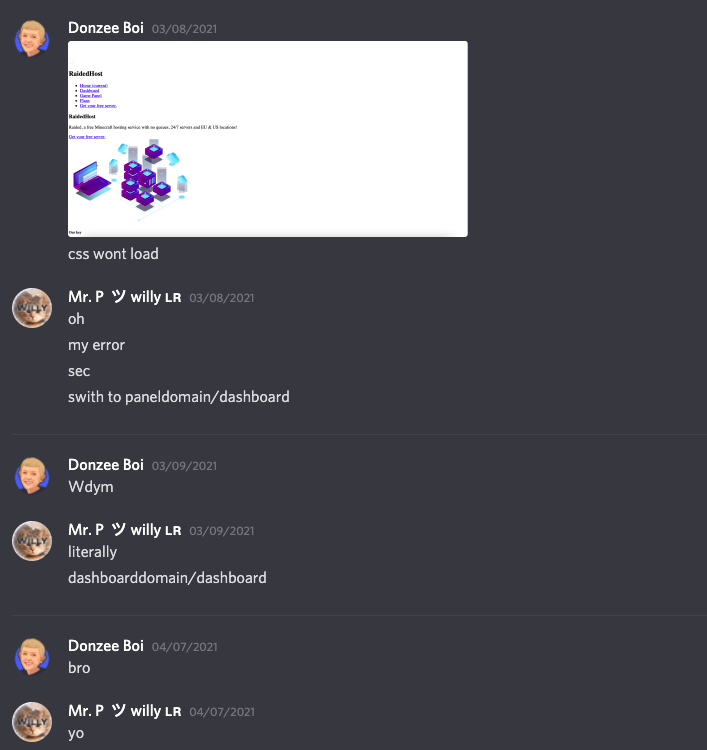 Donzee Boi 03/08/2021
RaidedHost
Home (current)
Dashboard
Game Panel
Plans
Get your free server.
RaidedHost
Raided, a free Minecraft hosting service with no queues, 24/7 servers and EU & US locations!
Get your free server.
css wont load
Mr. P ツ willy LR 03/08/2021
WILLY
oh
my error
sec
swith to paneldomain/dashboard
Donzee Boi 03/09/2021
Wdym
Mr. P ツ willy LR 03/09/2021
WILLY
literally
dashboarddomain/dashboard
Donzee Boi 04/07/2021
bro
Mr. P ツ willy LR 04/07/2021
WILLY
yo